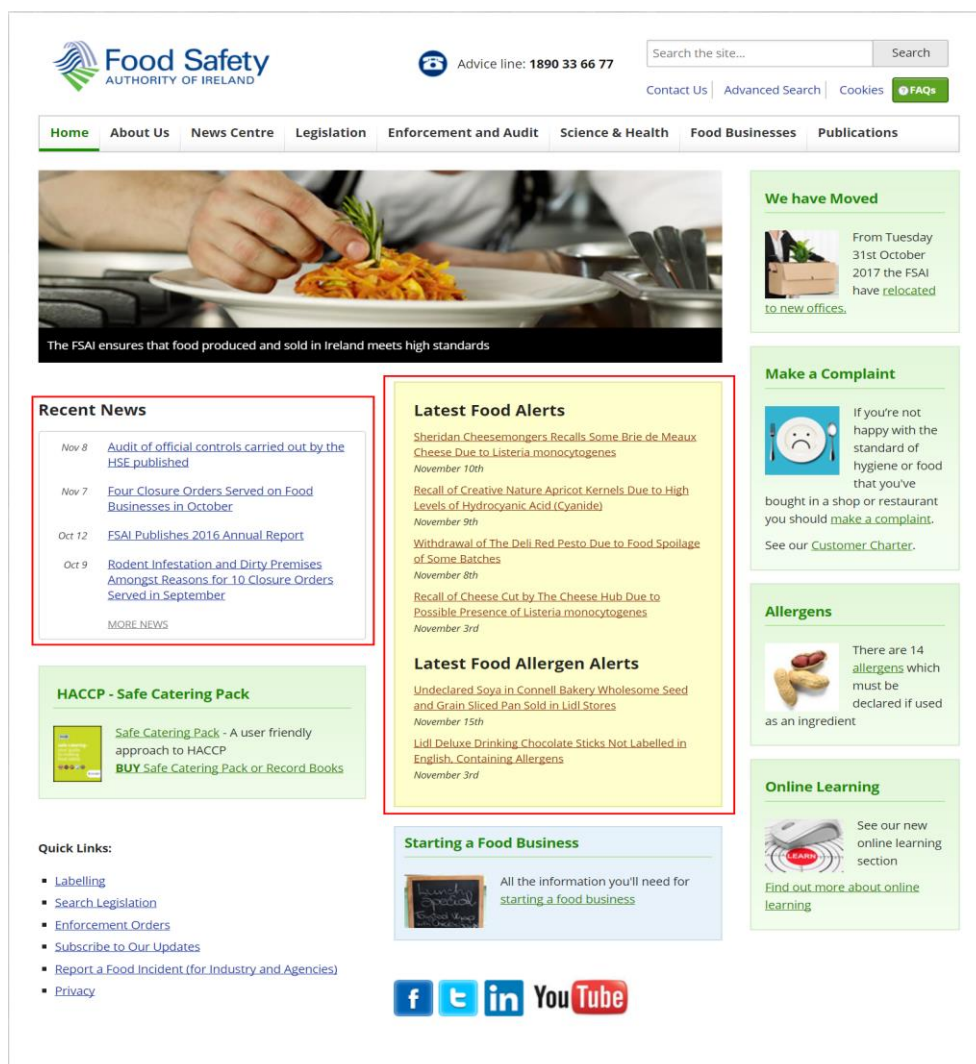 Food Safety
AUTHORITY OF IRELAND
Advice line: 1890 33 66 77
Search the site...
Search
Contact Us
Advanced Search
Cookies
FAQs
Home
About Us
News Centre
Legislation
Enforcement and Audit
Science & Health
Food Businesses
Publications
The FSAI ensures that food produced and sold in Ireland meets high standards
Recent News
Nov 8
Audit of official controls carried out by the
HSE published
Nov 7
Four Closure Orders Served on Food
Businesses in October
Oct 12
FSAI Publishes 2016 Annual Report
Oct 9
Rodent Infestation and Dirty Premises
Amongst Reasons for 10 Closure Orders
Served in September
MORE NEWS
HACCP - Safe Catering Pack
Safe Catering Pack - A user friendly
approach to HACCP
BUY Safe Catering Pack or Record Books
Quick Links:
Labelling
Search Legislation
Enforcement Orders
Subscribe to Our Updates
Report a Food Incident (for Industry and Agencies)
Privacy
Latest Food Alerts
Sheridan Cheesemongers Recalls Some Brie de Meaux
Cheese Due to Listeria monocytogenes
November 10th
Recall of Creative Nature Apricot Kernels Due to High
Levels of Hydrocyanic Acid (Cyanide)
November 9th
Withdrawal of The Deli Red Pesto Due to Food Spoilage
of Some Batches
November 8th
Recall of Cheese Cut by The Cheese Hub Due to
Possible Presence of Listeria monocytogenes
November 3rd
Latest Food Allergen Alerts
Undeclared Soya in Connell Bakery Wholesome Seed
and Grain Sliced Pan Sold in Lidl Stores
November 15th
Lidl Deluxe Drinking Chocolate Sticks Not Labelled in
English, Containing Allergens
November 3rd
Starting a Food Business
Lunch
Special
All the information you'll need for
starting a food business
f
t
in
You Tube
We have Moved
From Tuesday
31st October
2017 the FSAI
have relocated
to new offices.
Make a Complaint
If you're not
happy with the
standard of
hygiene or food
that you've
bought in a shop or restaurant
you should make a complaint.
See our Customer Charter.
Allergens
There are 14
allergens which
must be
declared if used
as an ingredient
Online Learning
LEARN
See our new
online learning
section
Find out more about online
learning